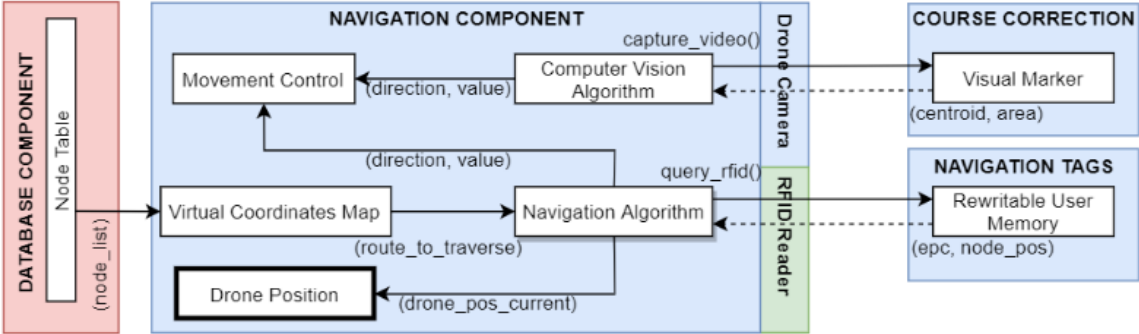 DATABASE COMPONENT
Node Table
(node_list)
NAVIGATION COMPONENT
Movement Control
(direction, value)
Computer Vision
Algorithm
capture_video()
(direction, value)
Virtual Coordinates Map
(route_to_traverse)
Navigation Algorithm
query_rfid()
Drone Position
(drone_pos_current)
Drone Camera
RFID Reader
COURSE CORRECTION
Visual Marker
(centroid, area)
NAVIGATION TAGS
Rewritable User
Memory
(epc, node_pos)